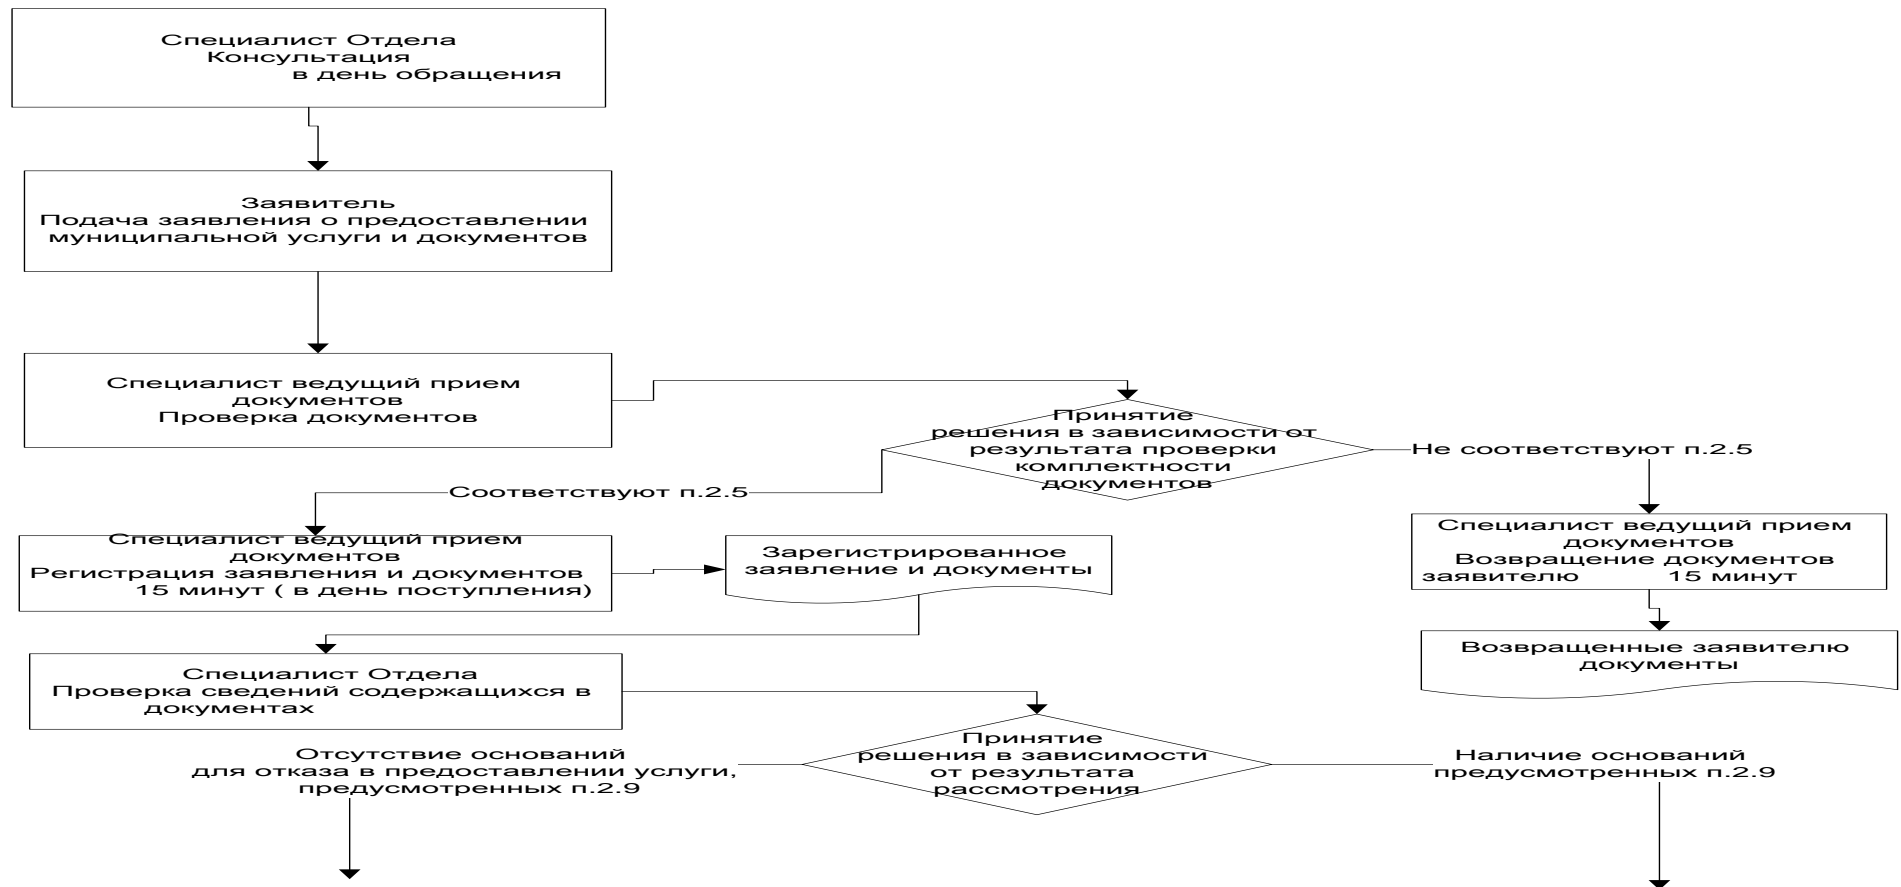 Специалист Отдела
Консультация
в день обращения
Заявитель
Подача заявления о предоставлении
муниципальной услуги и документов
Специалист ведущий прием
документов
Проверка документов
Принятие
решения в зависимости от
результата проверки
комплектности
документов
Не соответствуют п.2.5
Соответствуют п.2.5
Специалист ведущий прием
документов
Регистрация заявления и документов
15 минут ( в день поступления)
Зарегистрированное
заявление и документы
Специалист ведущий прием
документов
Возвращение документов
заявителю 15 минут
Возвращенные заявителю
документы
Специалист Отдела
Проверка сведений содержащихся в
документах
Принятие
решения в зависимости
от результата
рассмотрения
Отсутствие оснований
для отказа в предоставлении услуги,
предусмотренных п.2.9
Наличие оснований
предусмотренных п.2.9